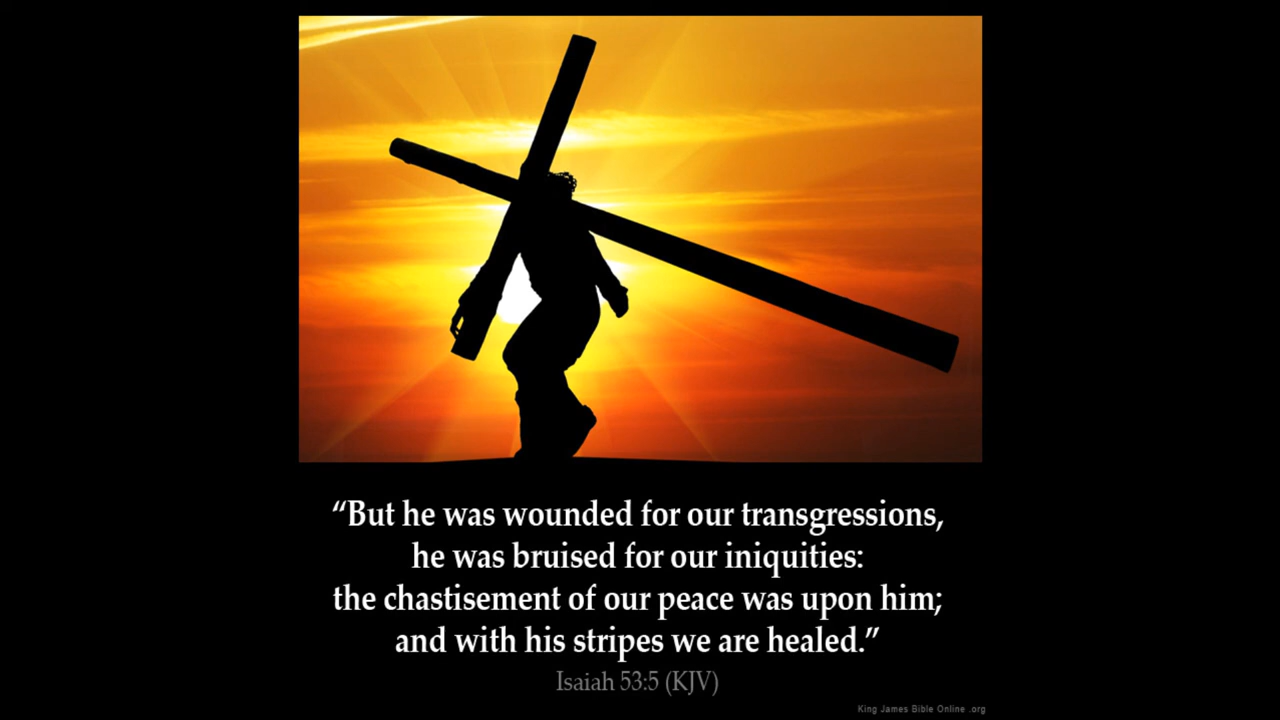 “But he was wounded for our transgressions,
he was bruised for our iniquities:
the chastisement of our peace was upon him;
and with his stripes we are healed.”
Isaiah 53:5 (KJV)
King James Bible Online .org